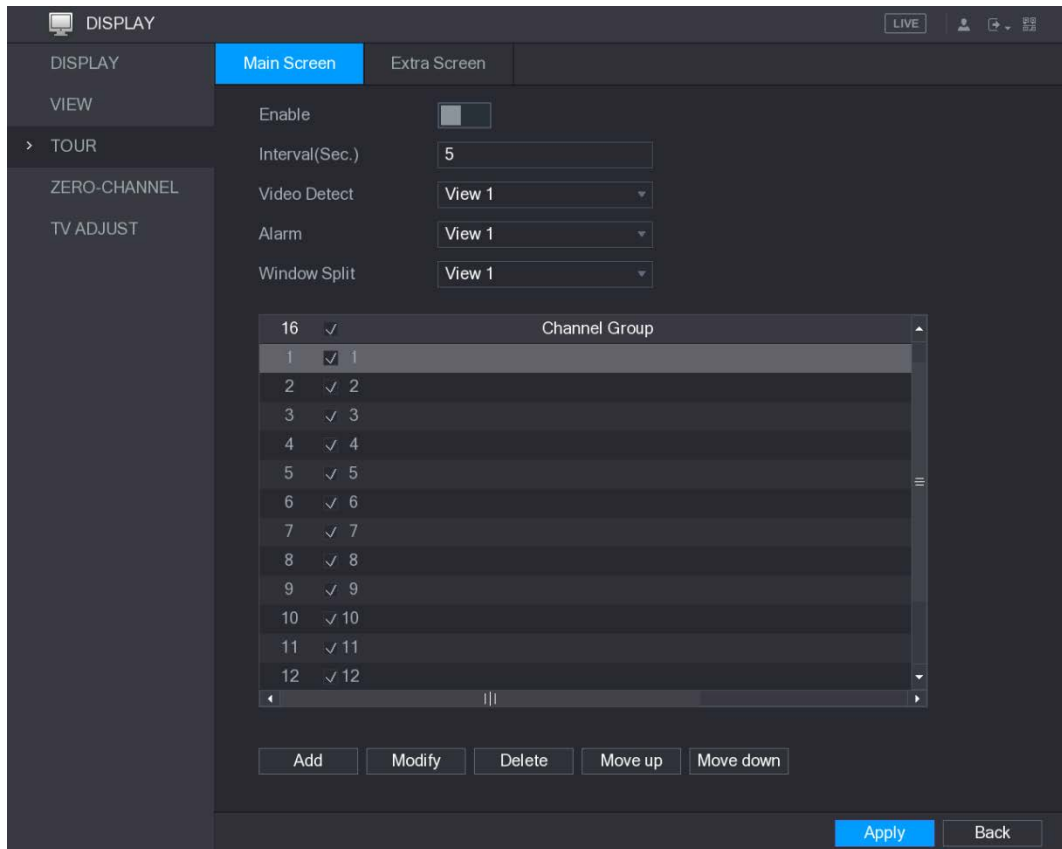 DISPLAY
LIVE
DISPLAY
VIEW
TOUR
ZERO-CHANNEL
TV ADJUST
Main Screen
Extra Screen
Enable
Interval(Sec.) 5
Video Detect View 1
Alarm View 1
Window Split View 1
16 Channel Group
1 1
2 2
3 3
4 4
5 5
6 6
7 7
8 8
9 9
10 10
11 11
12 12
Add Modify Delete Move up Move down
Apply Back